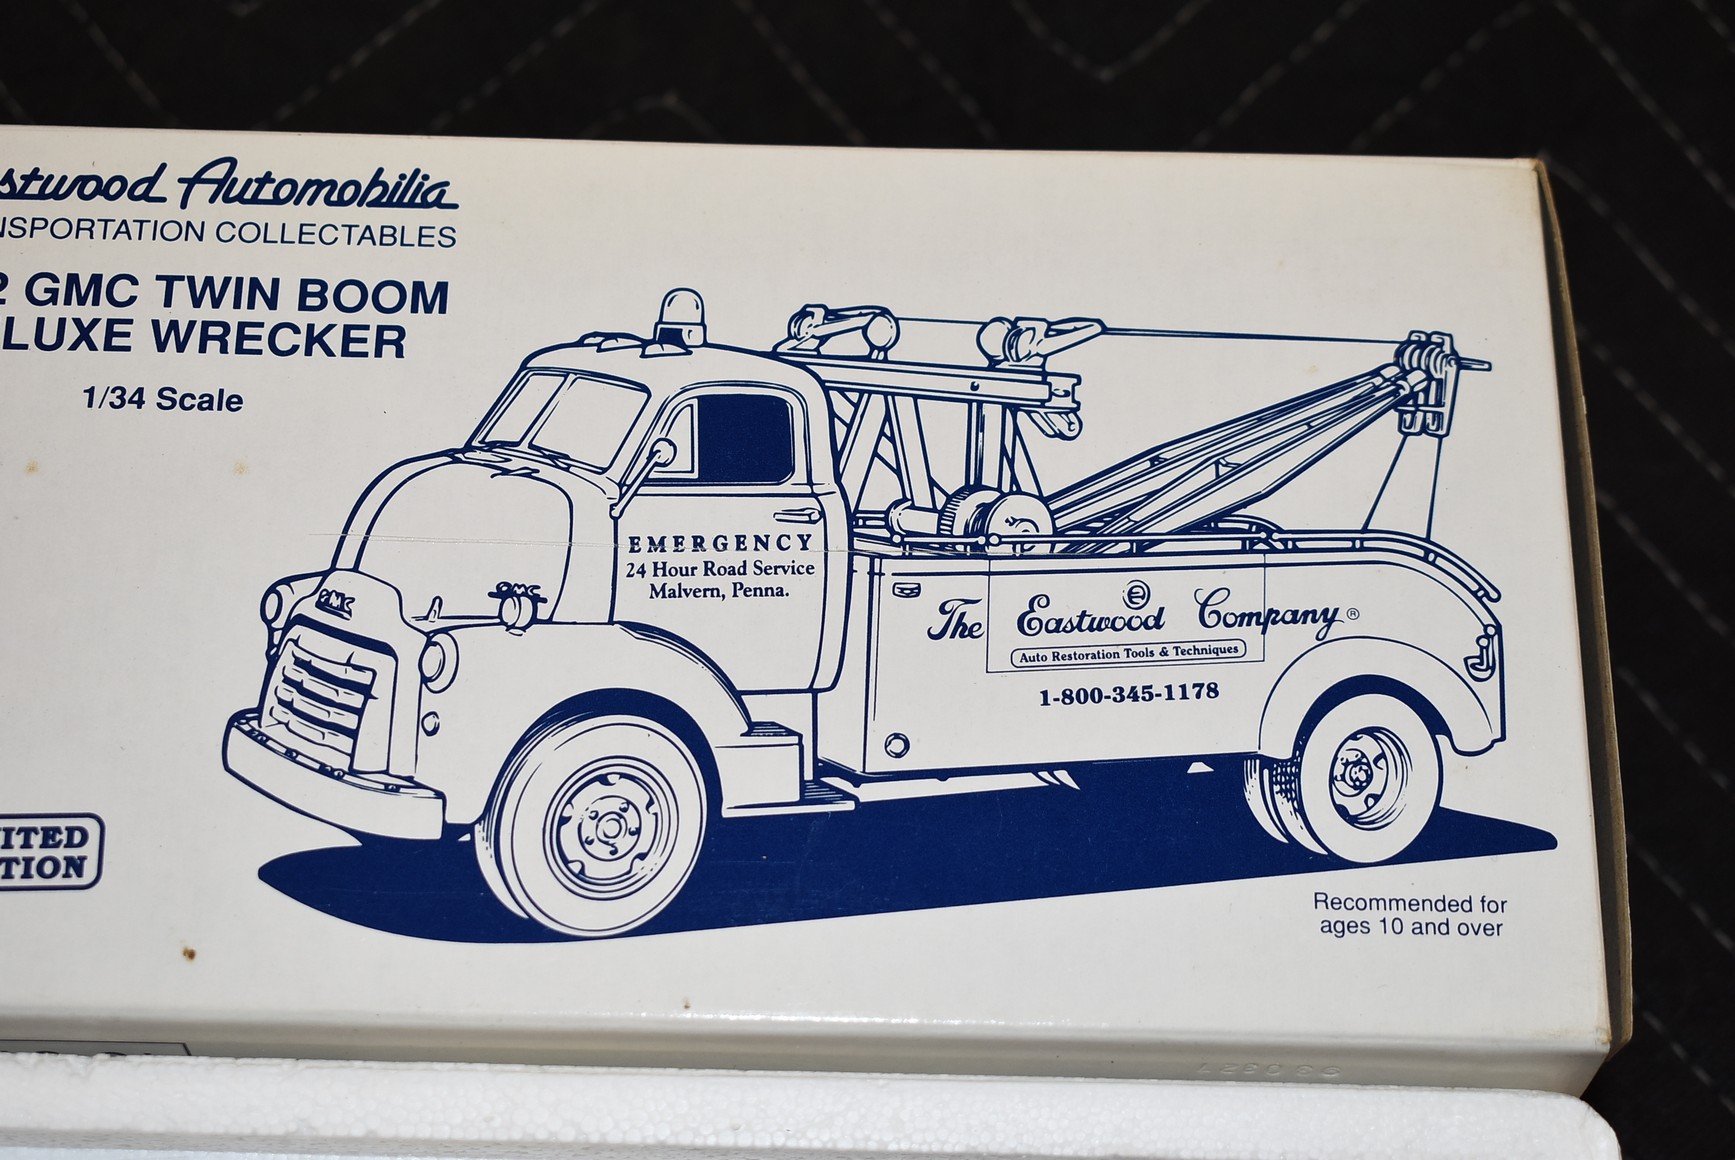 stwood Automobilia
NSPORTATION COLLECTABLES
2 GMC TWIN BOOM
LUXE WRECKER
1/34 Scale
EMERGENCY
24 Hour Road Service
Malvern, Penna.
GMC
GMC
The Eastwood Company®
Auto Restoration Tools & Techniques
1-800-345-1178
ITED
TION
Recommended for
ages 10 and over